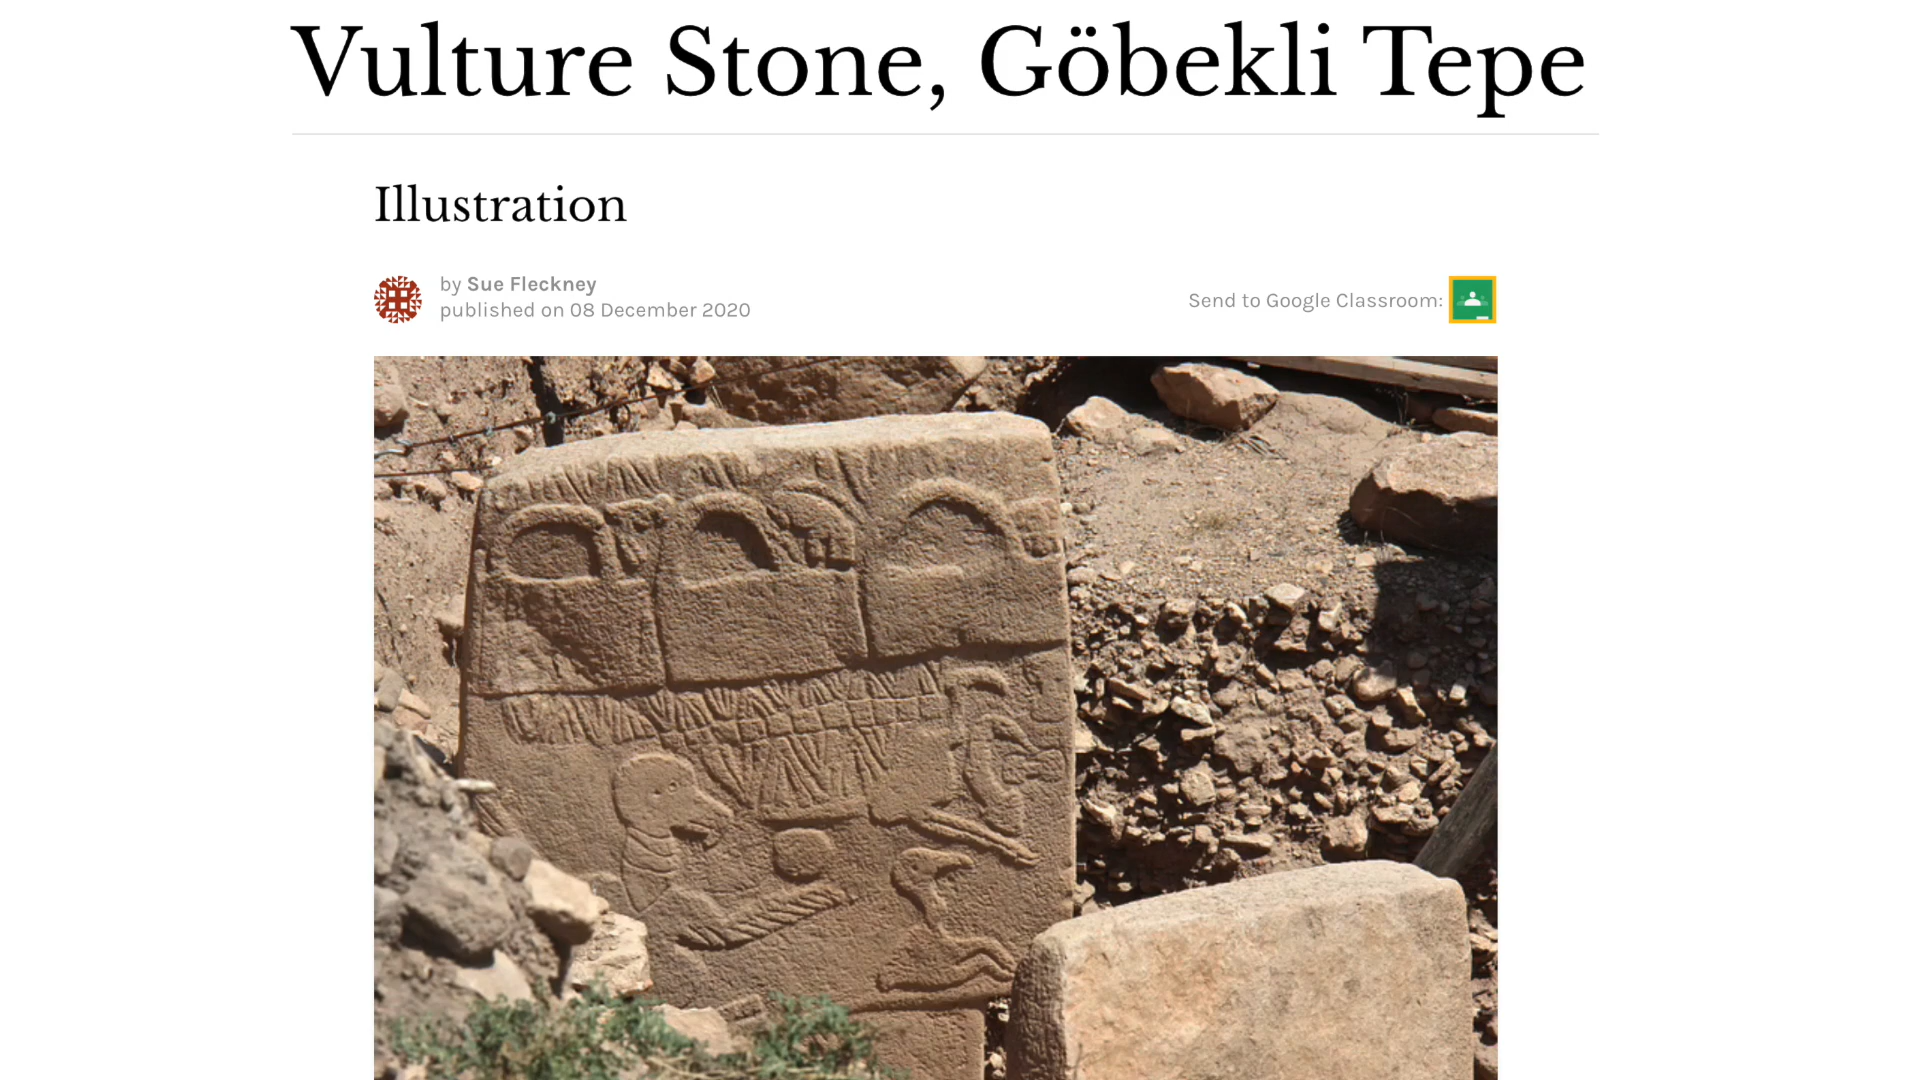 Vulture Stone, Göbekli Tepe
Illustration
by Sue Fleckney
published on 08 December 2020
Send to Google Classroom: